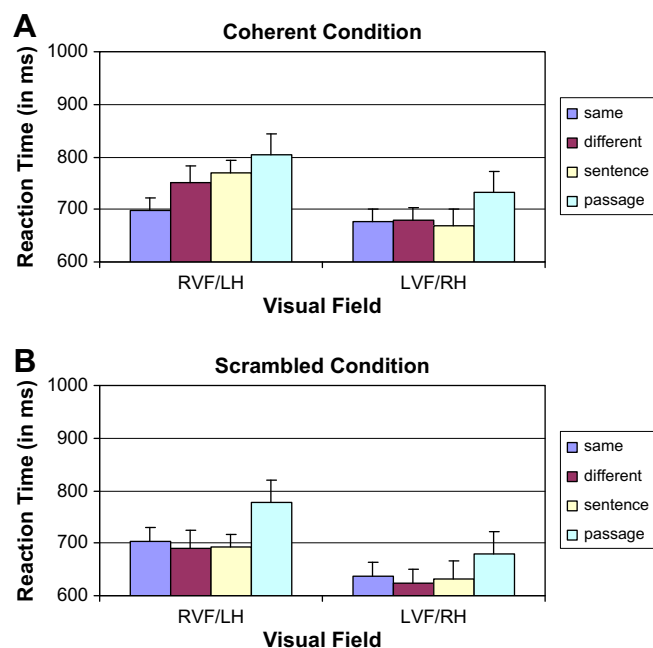 A
Coherent Condition
Reaction Time (in ms)
1000
900
800
700
600
RVF/LH
LVF/RH
Visual Field
same
different
sentence
passage
B
Scrambled Condition
Reaction Time (in ms)
1000
900
800
700
600
RVF/LH
LVF/RH
Visual Field
same
different
sentence
passage